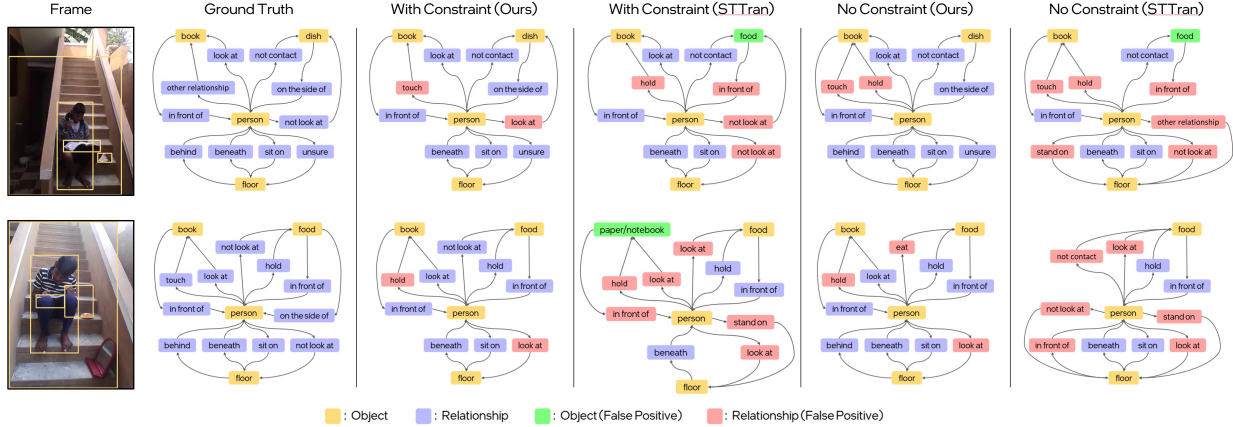 Frame
Ground Truth
With Constraint (Ours)
With Constraint (STTran)
No Constraint (Ours)
No Constraint (STTran)
book
dish
look at
not contact
other relationship
on the side of
in front of
person
not look at
behind
beneath
sit on
unsure
floor
book
dish
look at
not contact
touch
on the side of
in front of
person
look at
beneath
sit on
unsure
floor
book
food
look at
not contact
hold
in front of
in front of
person
not look at
beneath
sit on
not look at
floor
book
dish
look at
not contact
touch
hold
on the side of
in front of
person
behind
beneath
sit on
unsure
floor
book
food
not contact
touch
hold
in front of
in front of
person
other relationship
stand on
beneath
sit on
not look at
floor
book
food
not look at
hold
touch
look at
in front of
in front of
person
on the side of
behind
beneath
sit on
not look at
floor
book
food
not look at
hold
hold
look at
in front of
in front of
person
beneath
sit on
look at
floor
paper/notebook
food
look at
hold
hold
look at
in front of
in front of
person
stand on
beneath
look at
floor
book
food
eat
hold
hold
look at
in front of
in front of
person
behind
beneath
sit on
look at
floor
food
look at
not contact
hold
in front of
not look at
person
stand on
in front of
beneath
sit on
look at
floor
: Object
: Relationship
: Object (False Positive)
: Relationship (False Positive)